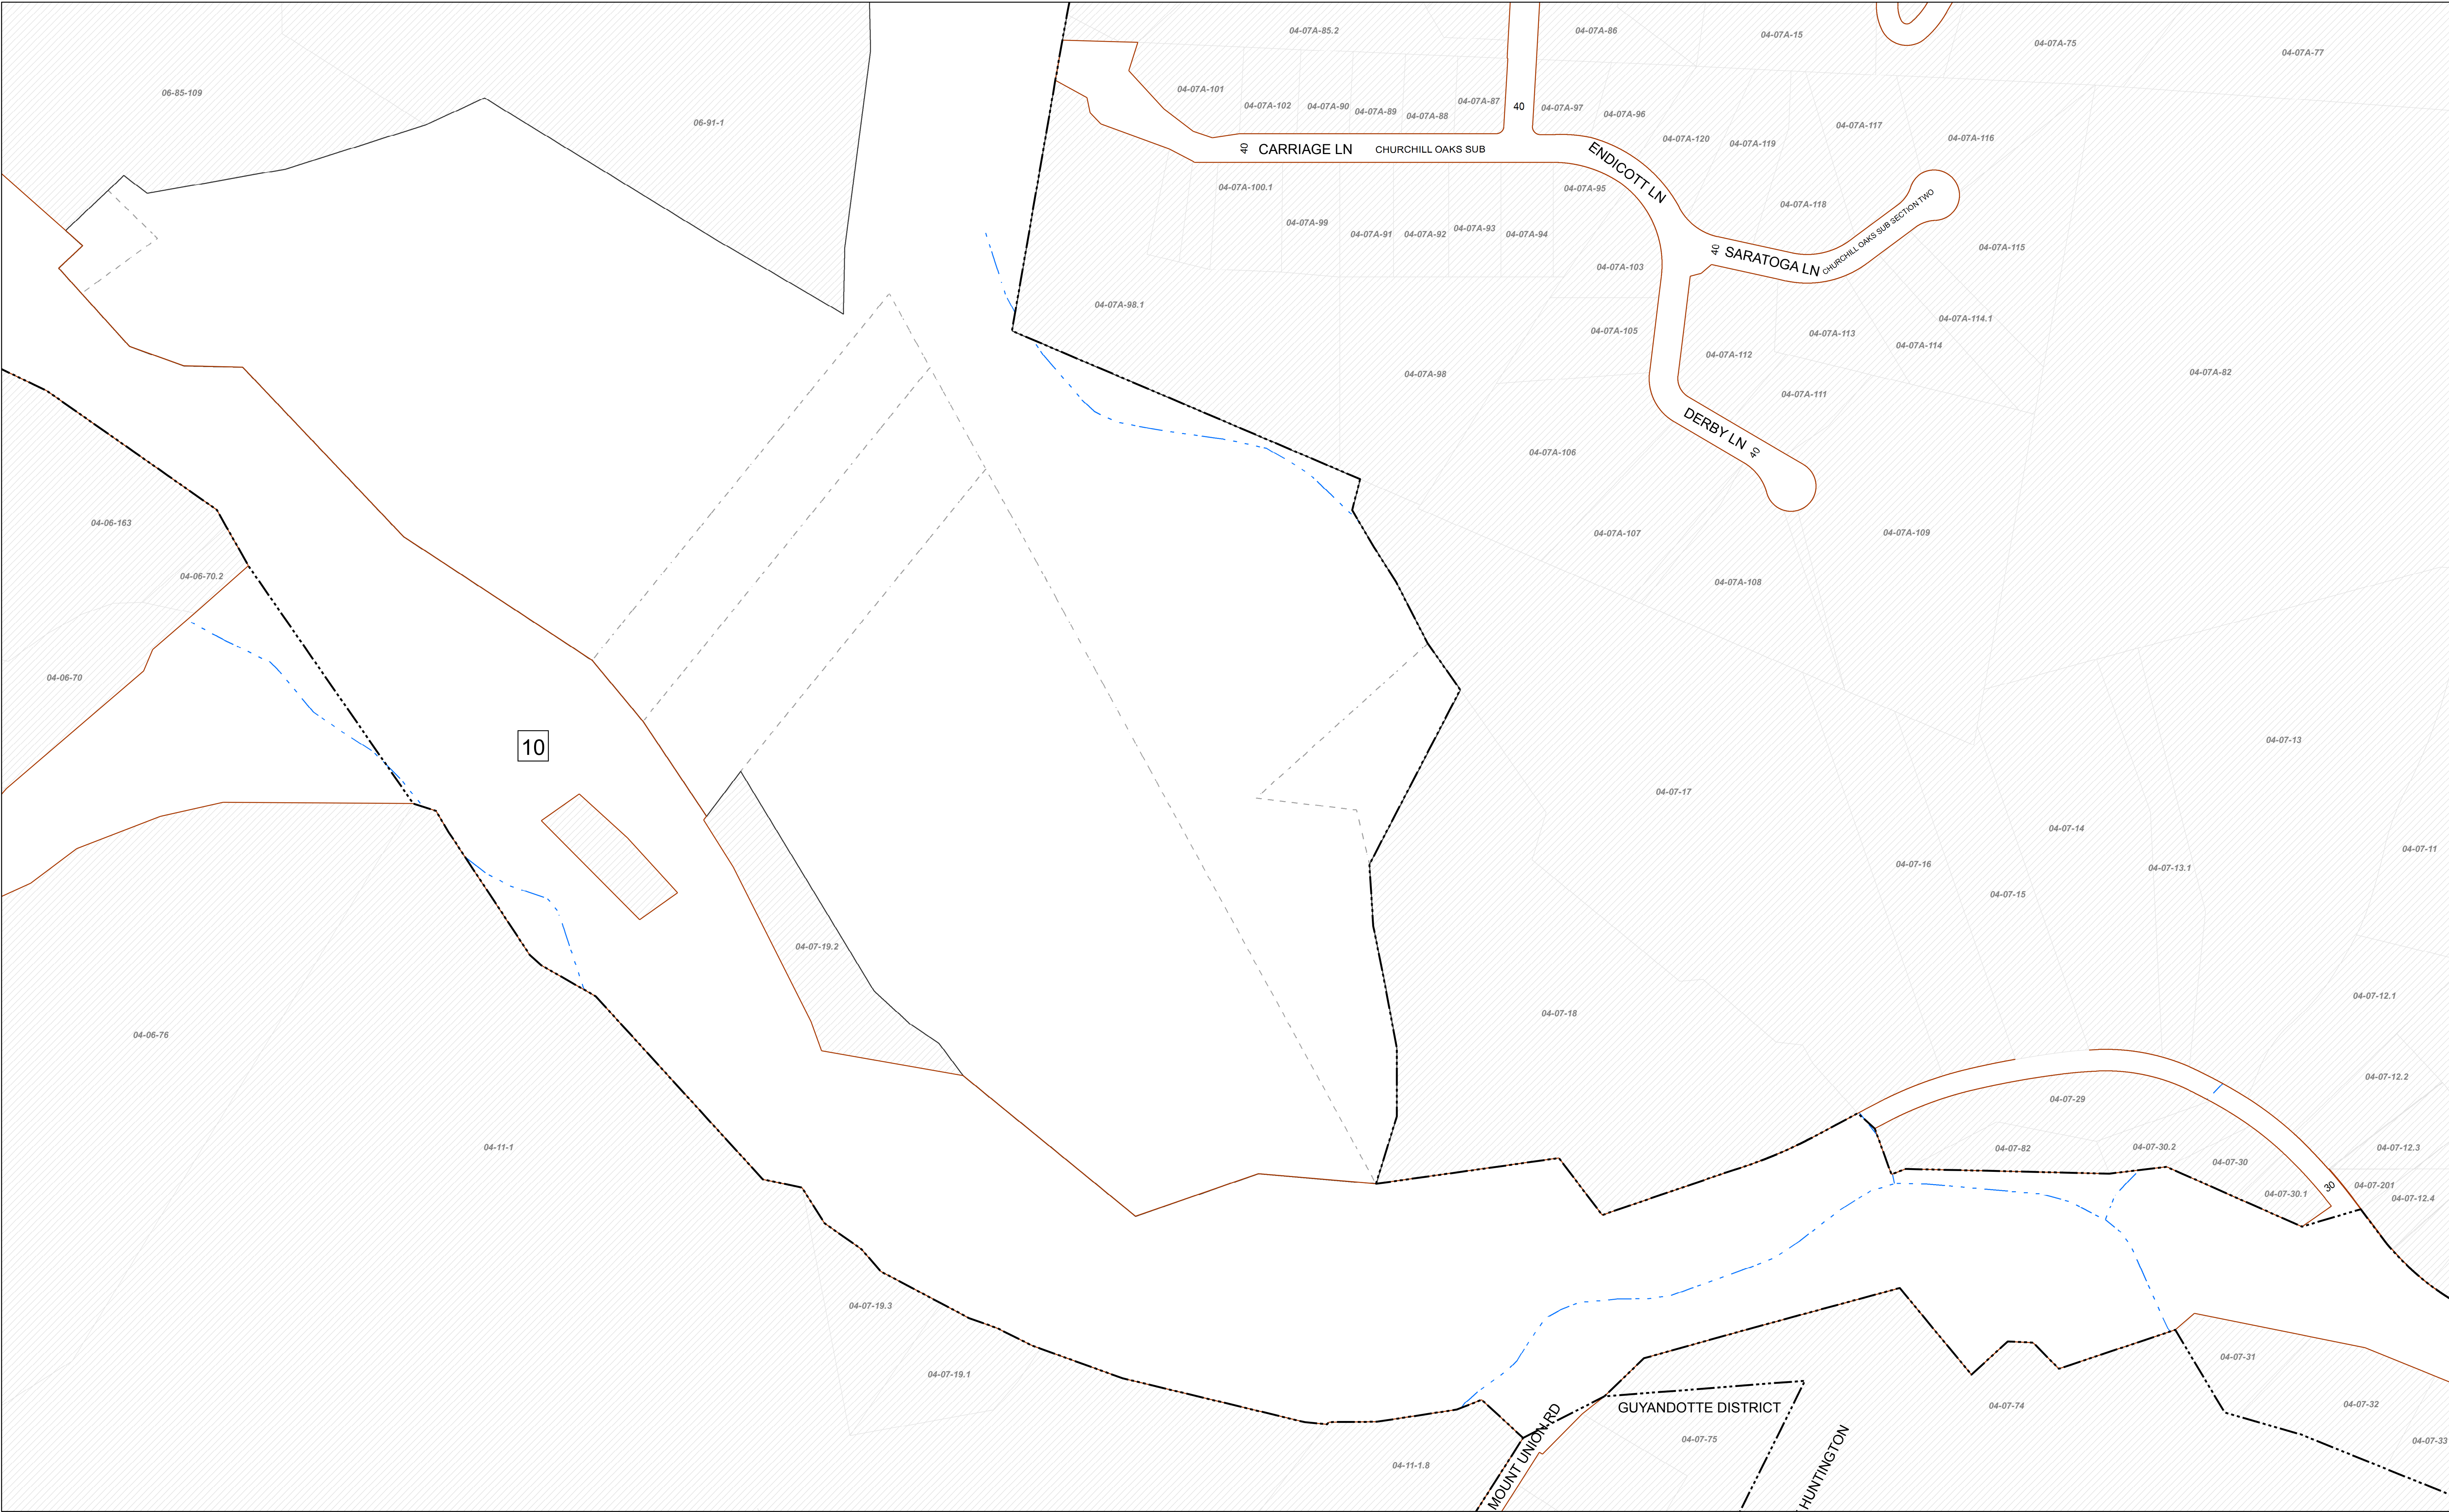 04-07A-85.2
04-07A-86
04-07A-15
04-07A-75
04-07A-77
06-85-109
06-91-1
04-07A-101
04-07A-102
04-07A-90
04-07A-89
04-07A-88
04-07A-87
40
04-07A-97
04-07A-96
04-07A-120
04-07A-119
04-07A-117
04-07A-116
40
CARRIAGE LN
CHURCHILL OAKS SUB
ENDICOTT LN
04-07A-100.1
04-07A-95
04-07A-99
04-07A-91
04-07A-92
04-07A-93
04-07A-94
04-07A-118
CHURCHILL OAKS SUB SECTION TWO
40
SARATOGA LN
04-07A-115
04-07A-103
04-07A-98.1
04-07A-105
04-07A-113
04-07A-114.1
04-07A-114
04-07A-112
04-07A-98
04-07A-82
04-07A-111
DERBY LN
40
04-07A-106
04-06-163
04-07A-107
04-07A-109
04-06-70.2
04-07A-108
04-06-70
10
04-07-13
04-07-17
04-07-14
04-07-11
04-07-16
04-07-13.1
04-07-15
04-07-19.2
04-07-12.1
04-07-18
04-06-76
04-07-12.2
04-07-29
04-11-1
04-07-82
04-07-30.2
04-07-12.3
04-07-30
30
04-07-201
04-07-30.1
04-07-12.4
04-07-19.3
04-07-31
04-07-19.1
GUYANDOTTE DISTRICT
04-07-74
04-07-32
04-07-75
04-07-33
MOUNT UNION RD
HUNTINGTON
04-11-1.8